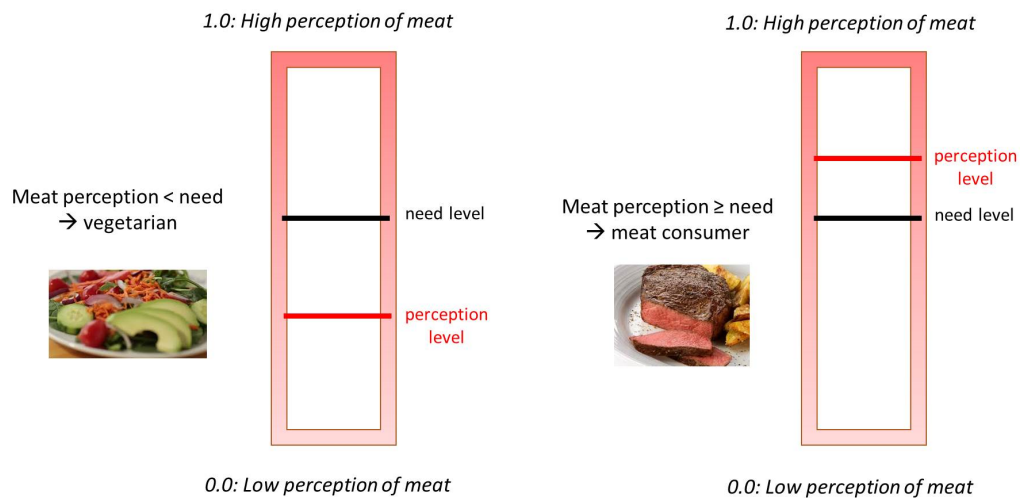 1.0: High perception of meat
Meat perception < need
→ vegetarian
need level
perception
level
0.0: Low perception of meat
1.0: High perception of meat
Meat perception ≥ need
→ meat consumer
perception
level
need level
0.0: Low perception of meat